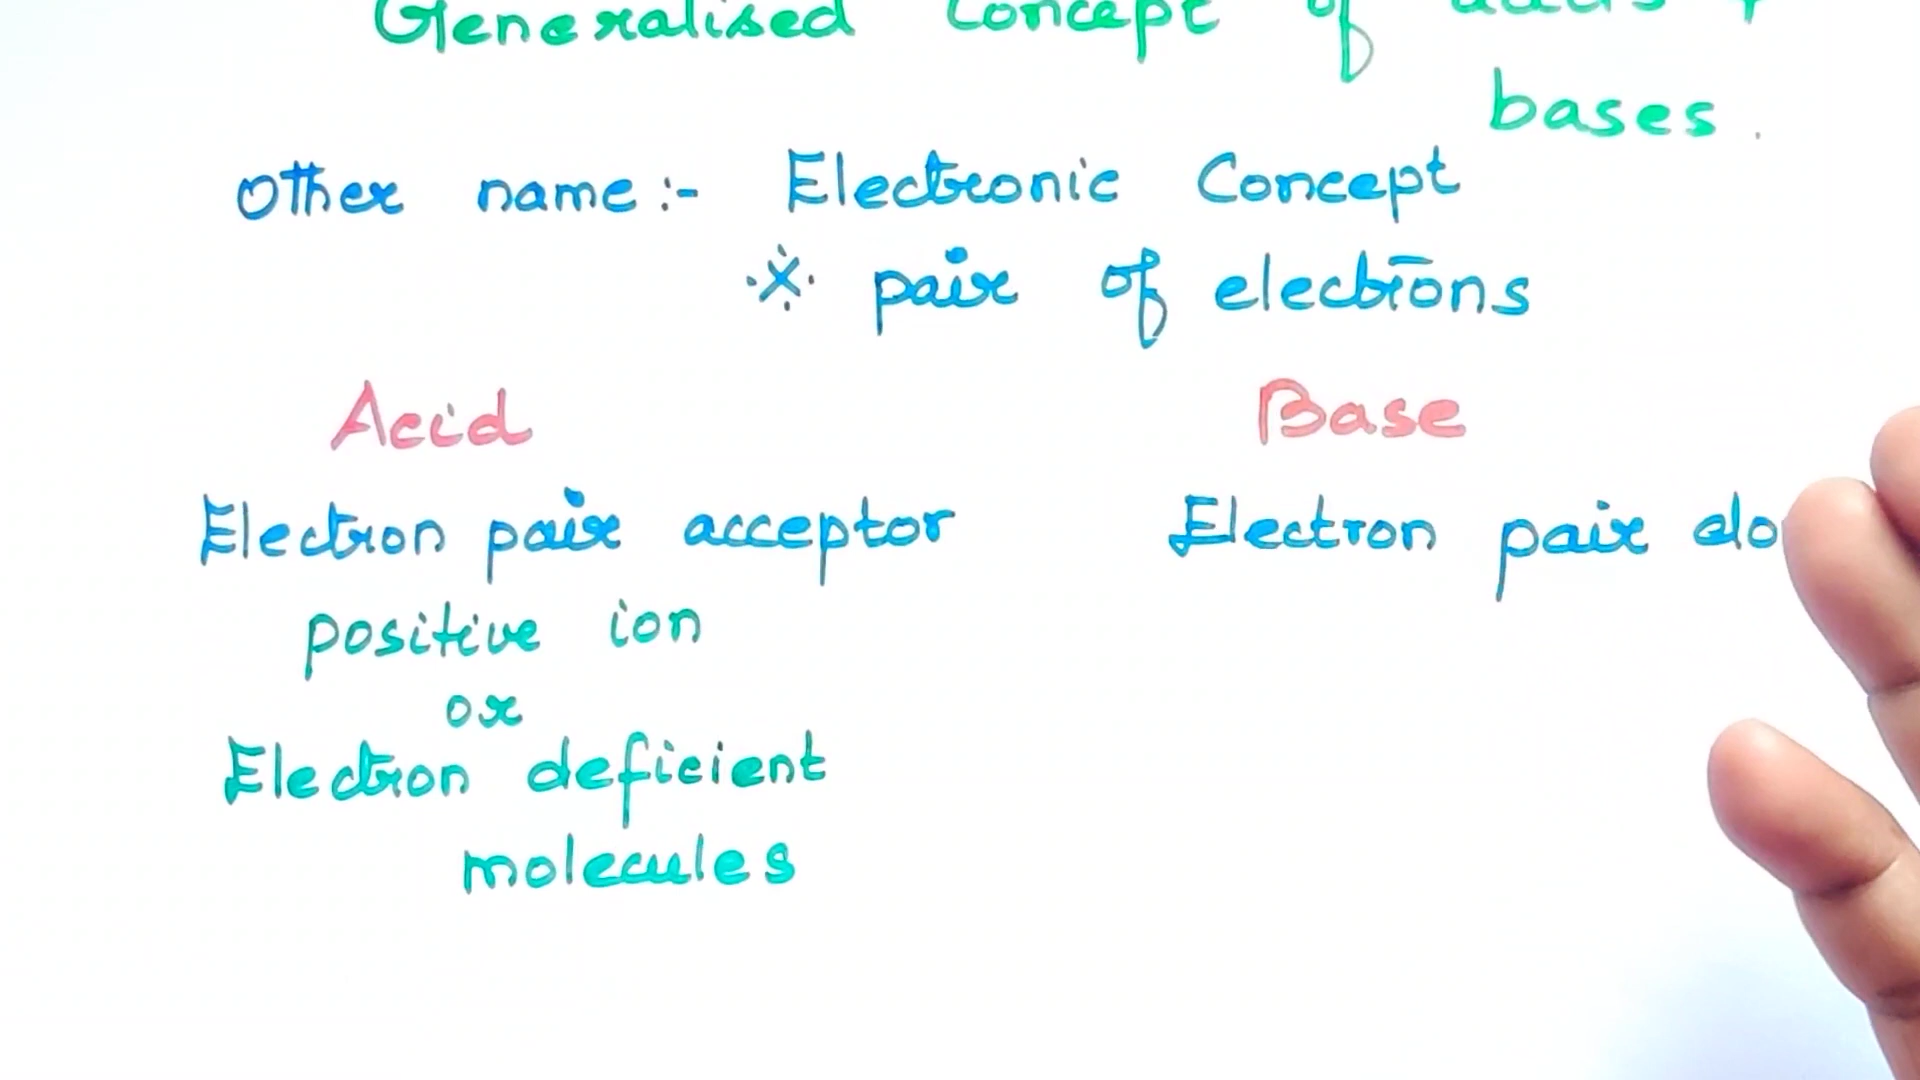 Generalised Concept of acids +
bases.
Other name :- Electronic Concept
※ pair of electrons
Acid
Base
Electron pair acceptor
Electron pair do
positive ion
or
Electron deficient
molecules